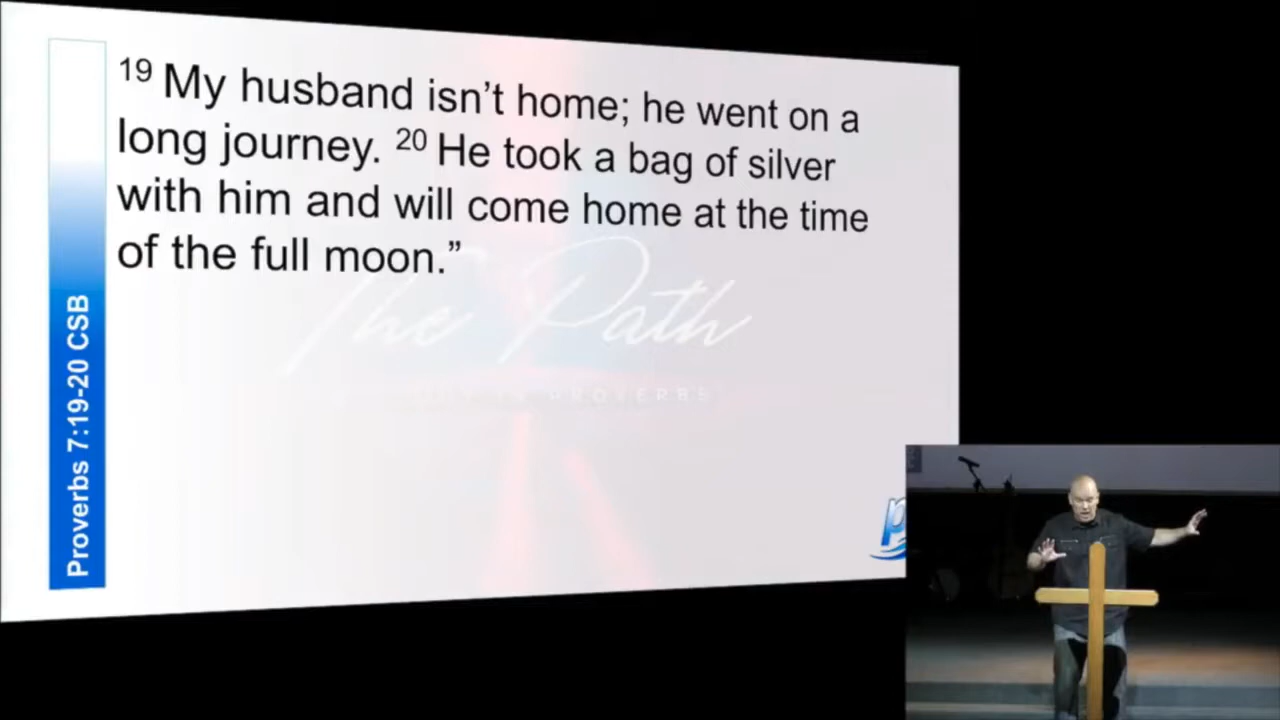 19 My husband isn’t home; he went on a
long journey. 20 He took a bag of silver
with him and will come home at the time
of the full moon.”
The Path
PROVERBS
Proverbs 7:19-20 CSB